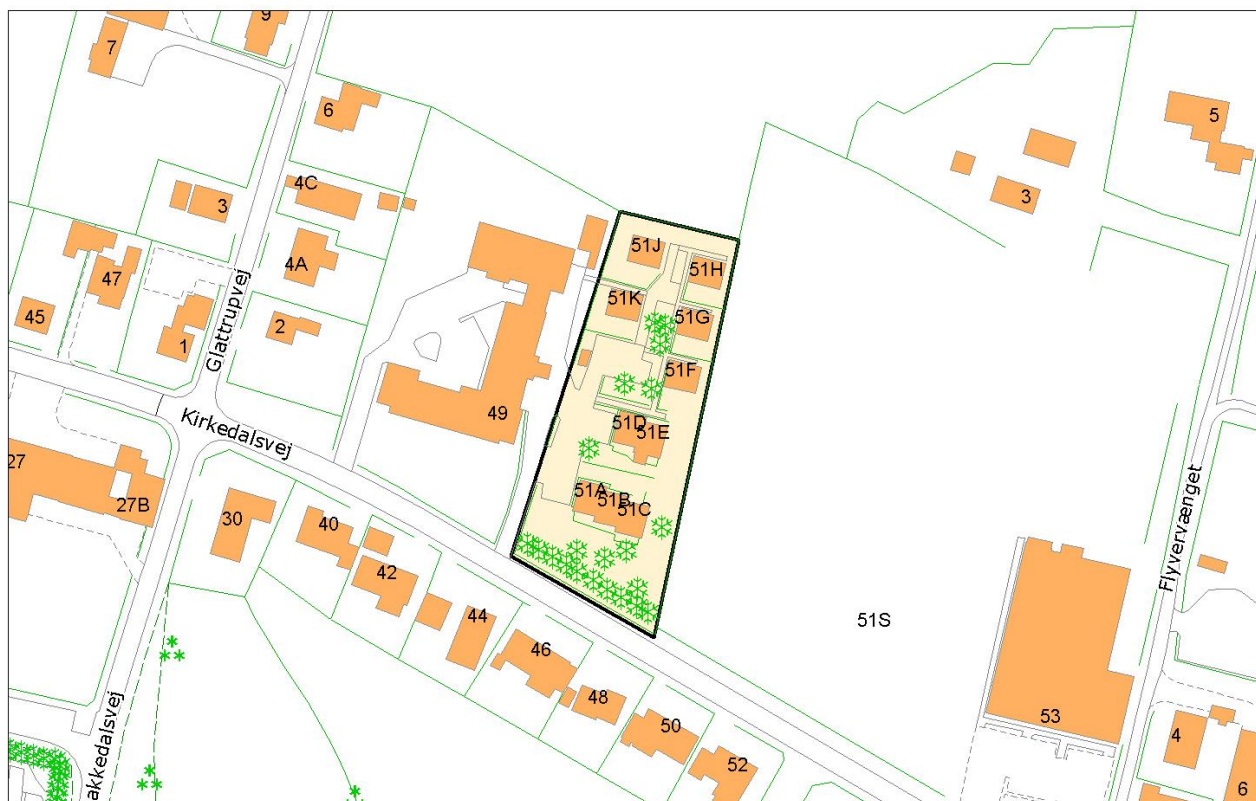 9
7
6
5
4C
3
3
51J
4A
51H
47
51K
45
2
51G
1
Glattrupvej
51F
49
Kirkedalsvej
51D
51E
27
51A
51B
51C
27B
30
40
Flyvervænget
42
44
51S
46
48
53
50
4
52
akkedalsvej
6